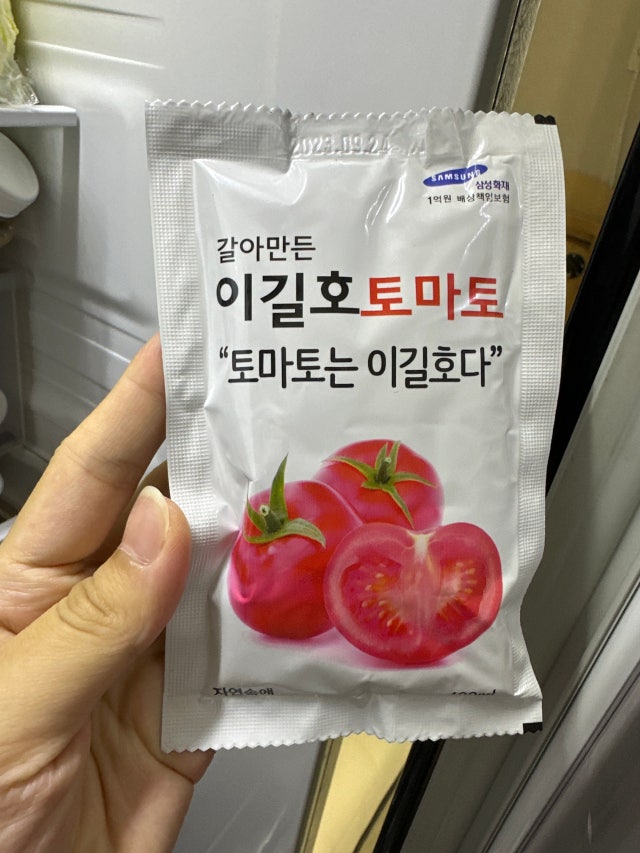 SAMSUNG
삼성화재
1억원 배상책임보험
갈아만든
이길호토마토
“토마토는 이길호다”